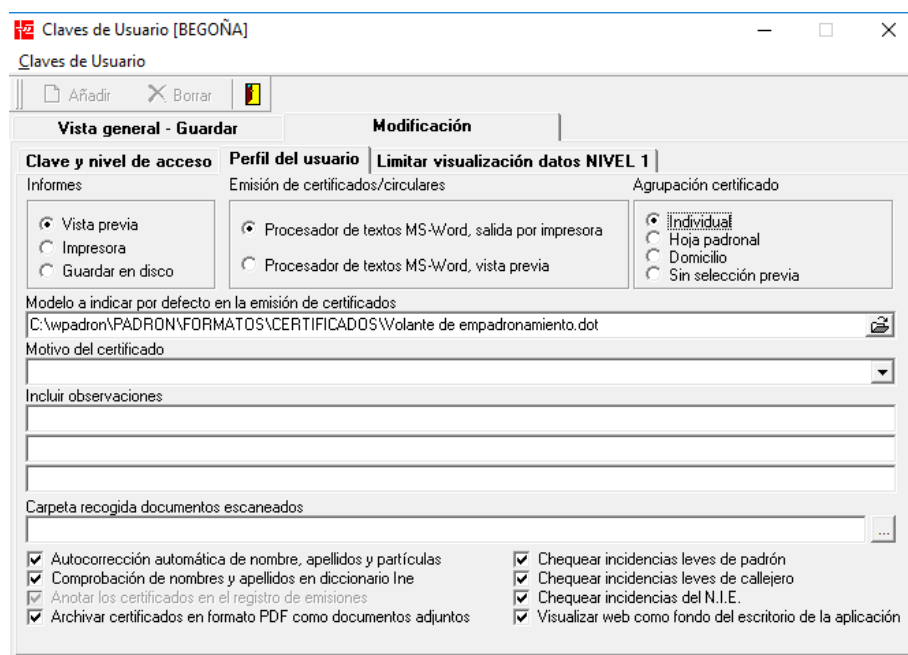 Claves de Usuario [BEGOÑA]
Claves de Usuario
Añadir Borrar
Vista general - Guardar Modificación
Clave y nivel de acceso Perfil del usuario Limitar visualización datos NIVEL 1
Informes Emisión de certificados/circulares Agrupación certificado
Vista previa Procesador de textos MS-Word, salida por impresora Individual
Impresora Hoja padronal
Guardar en disco Procesador de textos MS-Word, vista previa Domicilio
Sin selección previa
Modelo a indicar por defecto en la emisión de certificados
C:\wpadron\PADRON\FORMATOS\CERTIFICADOS\Volante de empadronamiento.dot
Motivo del certificado
Incluir observaciones
Carpeta recogida documentos escaneados
...
Autocorrección automática de nombre, apellidos y partículas Chequear incidencias leves de padrón
Comprobación de nombres y apellidos en diccionario Ine Chequear incidencias leves de callejero
Anotar los certificados en el registro de emisiones Chequear incidencias del N.I.E.
Archivar certificados en formato PDF como documentos adjuntos Visualizar web como fondo del escritorio de la aplicación